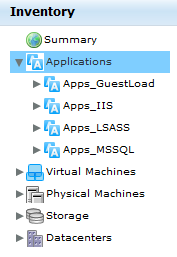 Inventory
Summary
Applications
Apps_GuestLoad
Apps_IIS
Apps_LSASS
Apps_MSSQL
Virtual Machines
Physical Machines
Storage
Datacenters